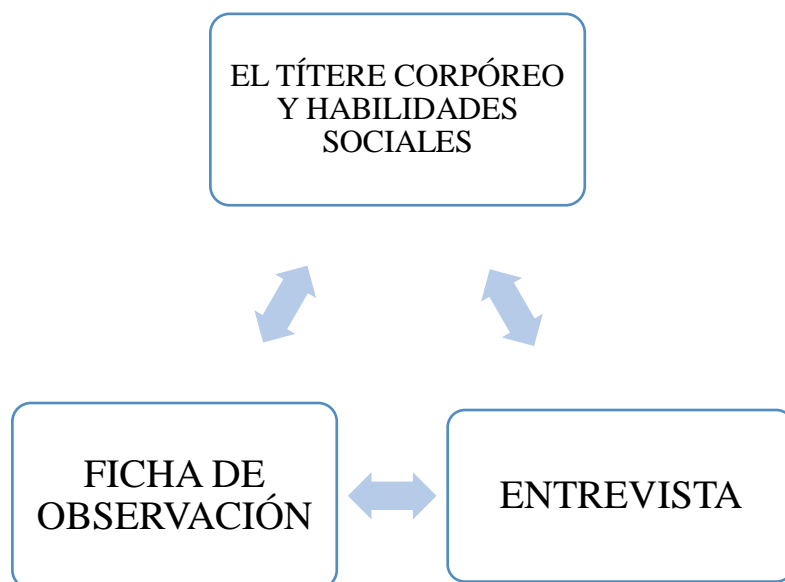 EL TÍTERE CORPÓREO
Y HABILIDADES
SOCIALES
FICHA DE
OBSERVACIÓN
ENTREVISTA